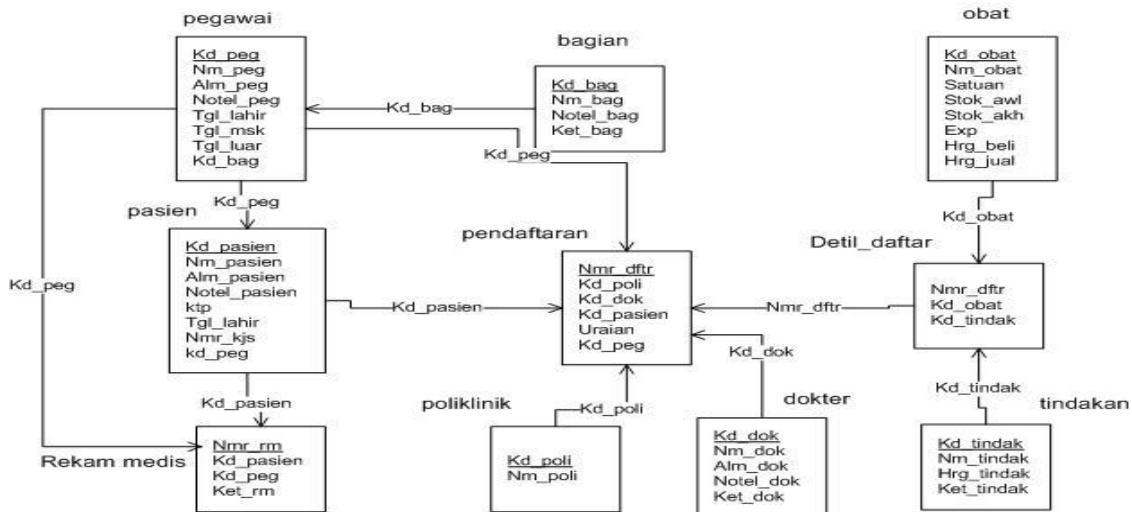 pegawai
Kd_peg
Nm_peg
Alm_peg
Notel_peg
Tgl_lahir
Tgl_msk
Tgl_luar
Kd_bag
bagian
Kd_bag
Nm_bag
Notel_bag
Ket_bag
obat
Kd_obat
Nm_obat
Satuan
Stok_awl
Stok_akh
Exp
Hrg_beli
Hrg_jual
Kd_bag
Kd_peg
Kd_peg
Kd_obat
pasien
Kd_pasien
Nm_pasien
Alm_pasien
Notel_pasien
ktp
Tgl_lahir
Nmr_kjs
kd_peg
pendaftaran
Nmr_dftr
Kd_poli
Kd_dok
Kd_pasien
Uraian
Kd_peg
Detil_daftar
Nmr_dftr
Kd_obat
Kd_tindak
Kd_peg
Kd_pasien
Nmr_dftr
Kd_dok
Kd_pasien
Kd_poli
Kd_tindak
Rekam medis
Nmr_rm
Kd_pasien
Kd_peg
Ket_rm
poliklinik
Kd_poli
Nm_poli
dokter
Kd_dok
Nm_dok
Alm_dok
Notel_dok
Ket_dok
tindakan
Kd_tindak
Nm_tindak
Hrg_tindak
Ket_tindak